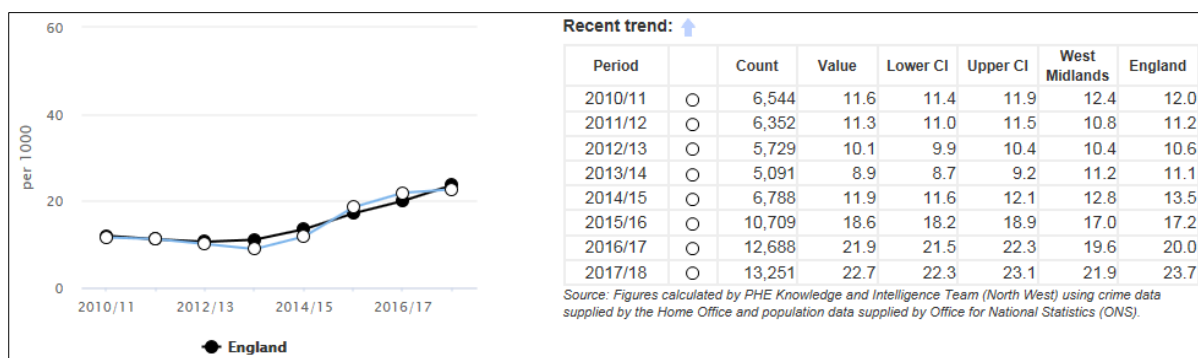 60
40
20
0
per 1000
2010/11 2012/13 2014/15 2016/17
England
Recent trend:
Period Count Value Lower CI Upper CI West Midlands England
2010/11 6,544 11.6 11.4 11.9 12.4 12.0
2011/12 6,352 11.3 11.0 11.5 10.8 11.2
2012/13 5,729 10.1 9.9 10.4 10.4 10.6
2013/14 5,091 8.9 8.7 9.2 11.2 11.1
2014/15 6,788 11.9 11.6 12.1 12.8 13.5
2015/16 10,709 18.6 18.2 18.9 17.0 17.2
2016/17 12,688 21.9 21.5 22.3 19.6 20.0
2017/18 13,251 22.7 22.3 23.1 21.9 23.7
Source: Figures calculated by PHE Knowledge and Intelligence Team (North West) using crime data
supplied by the Home Office and population data supplied by Office for National Statistics (ONS).